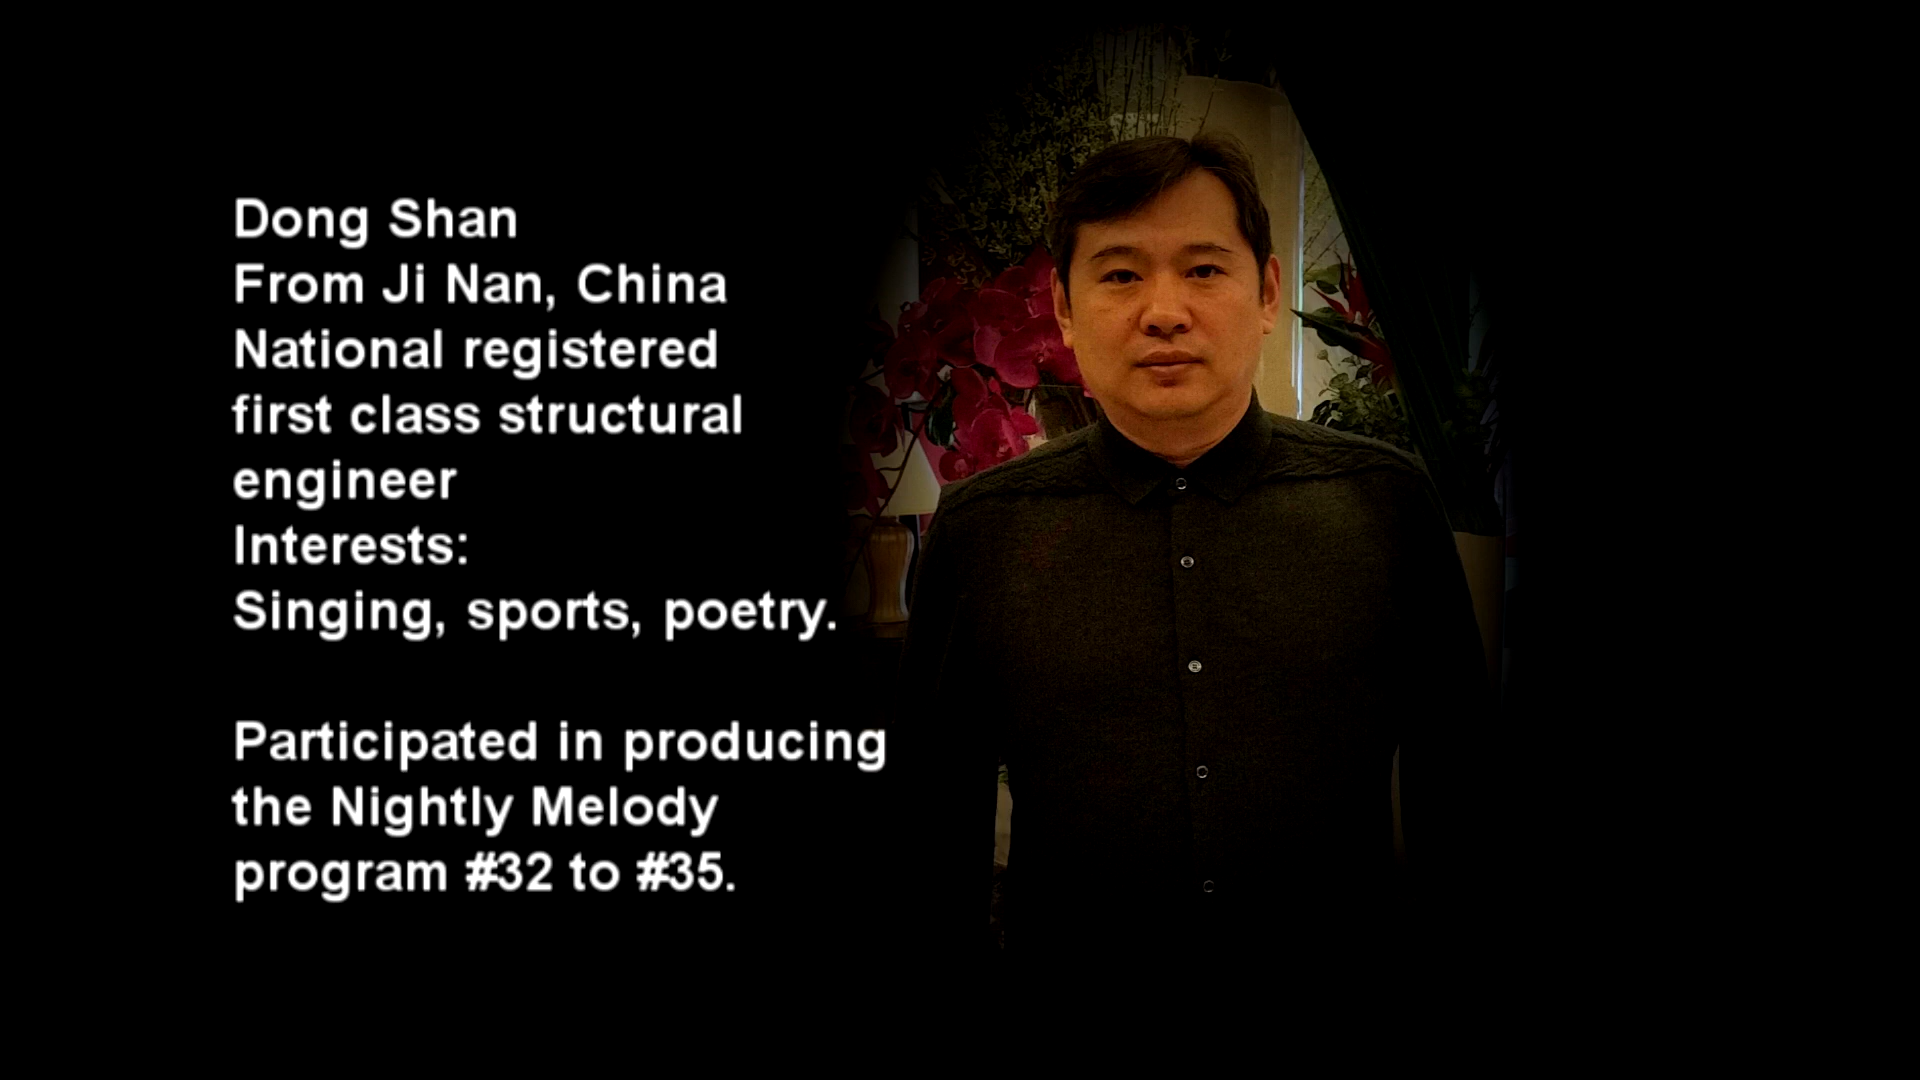 Dong Shan
From Ji Nan, China
National registered
first class structural
engineer
Interests:
Singing, sports, poetry.
Participated in producing
the Nightly Melody
program #32 to #35.